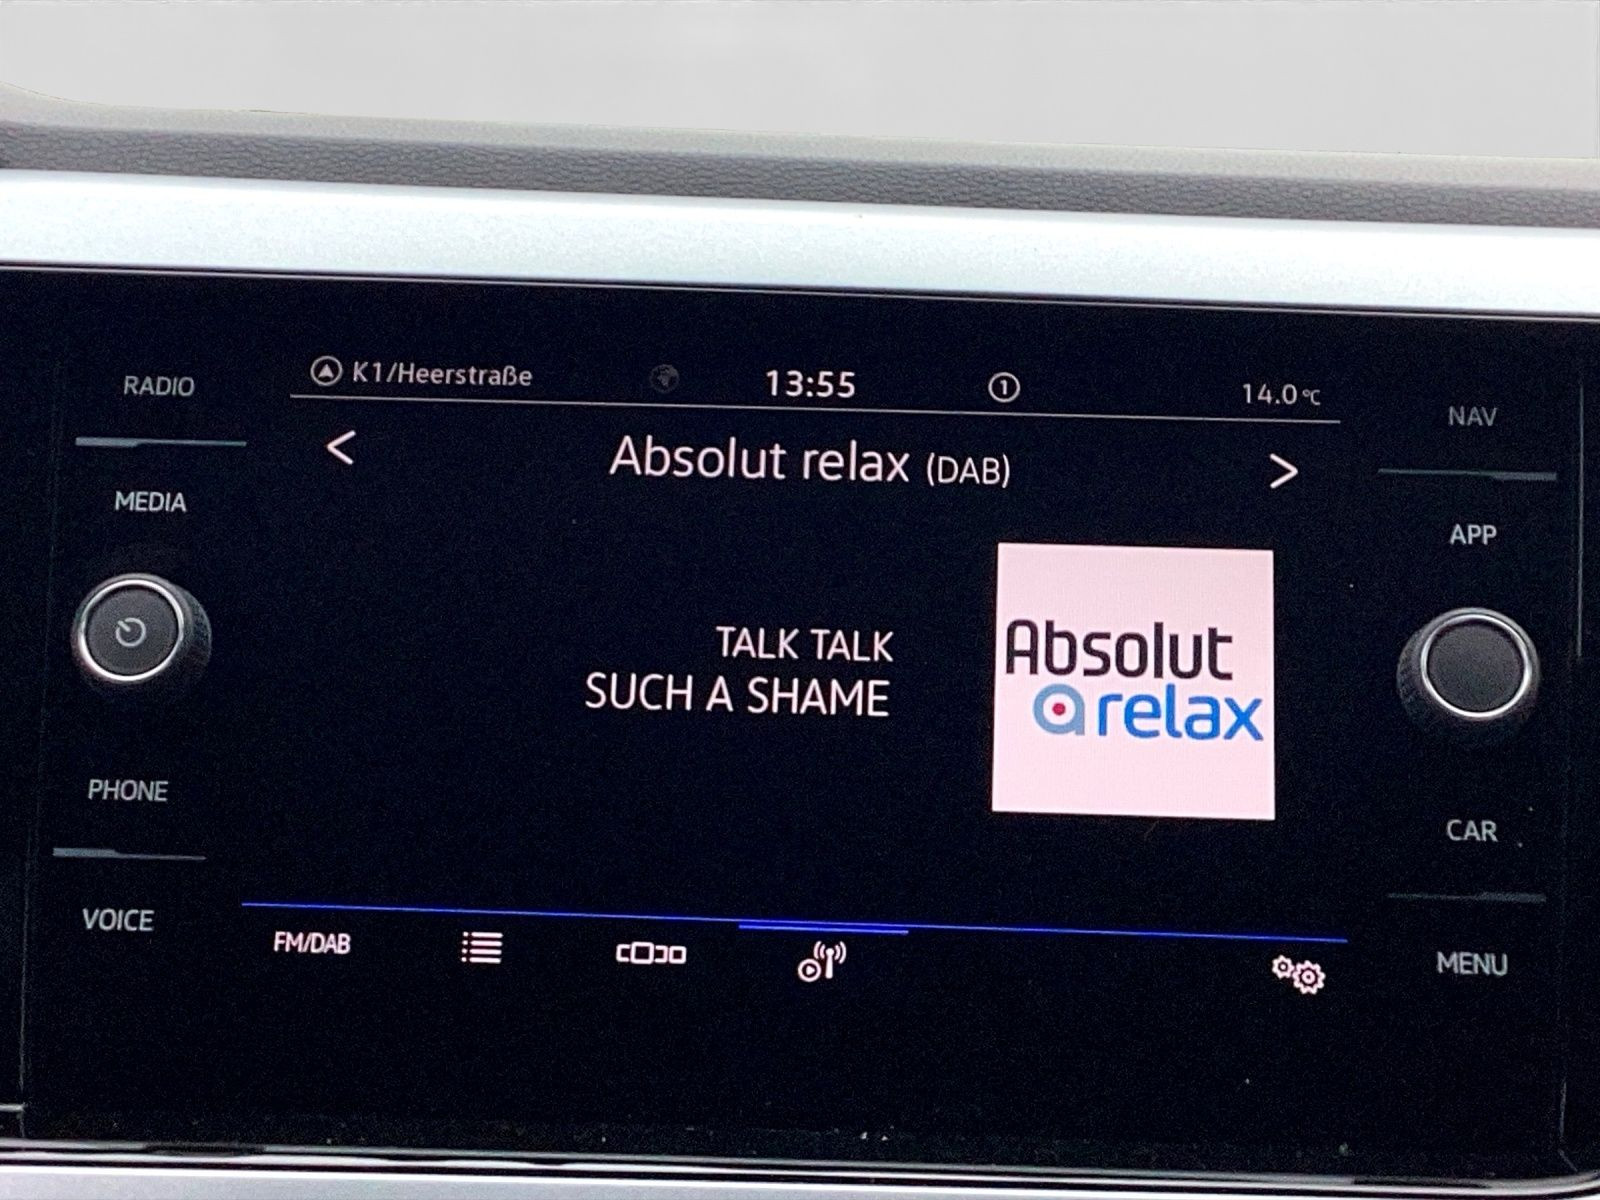 RADIO
MEDIA
PHONE
VOICE
K1/Heerstraße
13:55
1
14.0 °C
< Absolut relax (DAB) >
TALK TALK
SUCH A SHAME
Absolut
relax
FM/DAB
NAV
APP
CAR
MENU